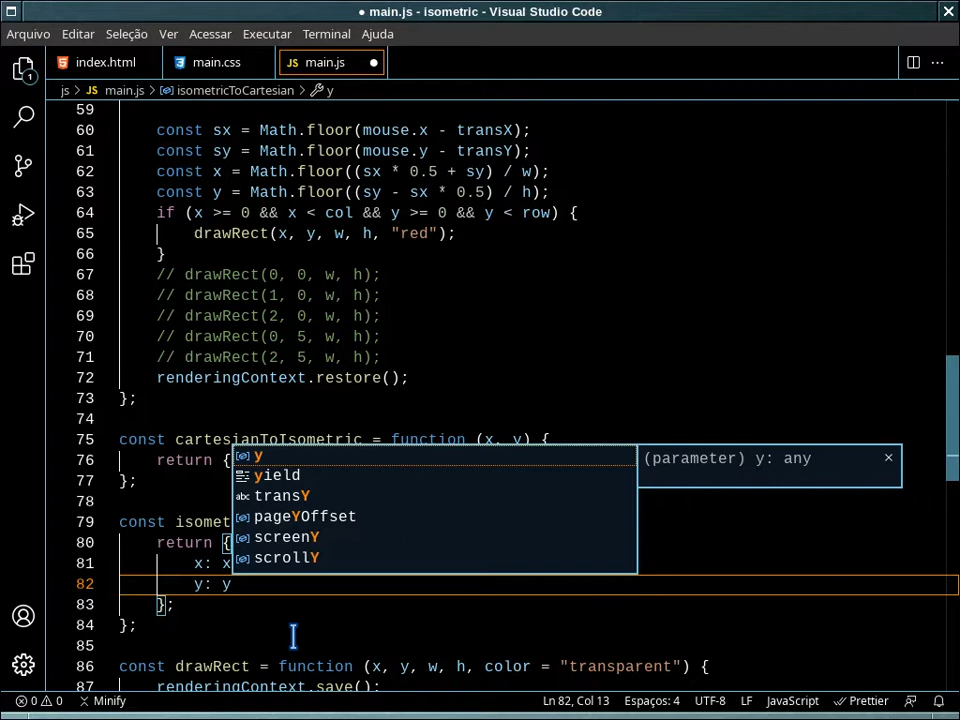 ● main.js - isometric - Visual Studio Code
Arquivo Editar Seleção Ver Acessar Executar Terminal Ajuda
1
index.html
main.css
JS main.js
js > JS main.js > isometricToCartesian > y
59
60 const sx = Math.floor(mouse.x - transX);
61 const sy = Math.floor(mouse.y - transY);
62 const x = Math.floor((sx * 0.5 + sy) / w);
63 const y = Math.floor((sy - sx * 0.5) / h);
64 if (x >= 0 && x < col && y >= 0 && y < row) {
65 drawRect(x, y, w, h, "red");
66 }
67 // drawRect(0, 0, w, h);
68 // drawRect(1, 0, w, h);
69 // drawRect(2, 0, w, h);
70 // drawRect(0, 5, w, h);
71 // drawRect(2, 5, w, h);
72 renderingContext.restore();
73 };
74
75 const cartesianToIsometric = function (x, y) {
76 return {
77 };
78
79 const isomet
80 return {
81 x: x
82 y: y
83 };
84 };
85
86 const drawRect = function (x, y, w, h, color = "transparent") {
87 renderingContext.save();
y
yield
abc transY
pageYOffset
screenY
scrollY
(parameter) y: any
0 0 Minify
Ln 82, Col 13 Espaços: 4 UTF-8 LF JavaScript Prettier